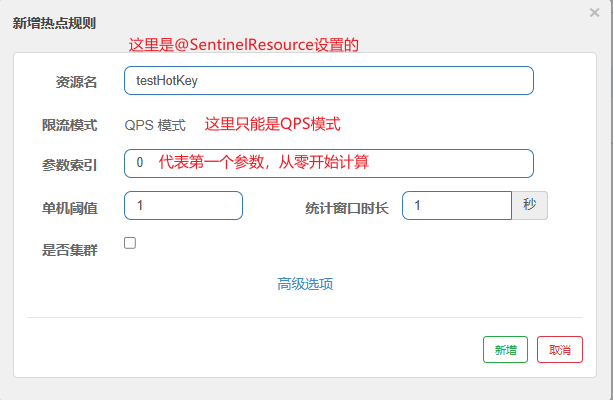 新增热点规则
×
这里是@SentinelResource设置的
资源名 testHotKey
限流模式 QPS 模式 这里只能是QPS模式
参数索引 0 代表第一个参数，从零开始计算
单机阈值 1 统计窗口时长 1 秒
是否集群
高级选项
新增 取消